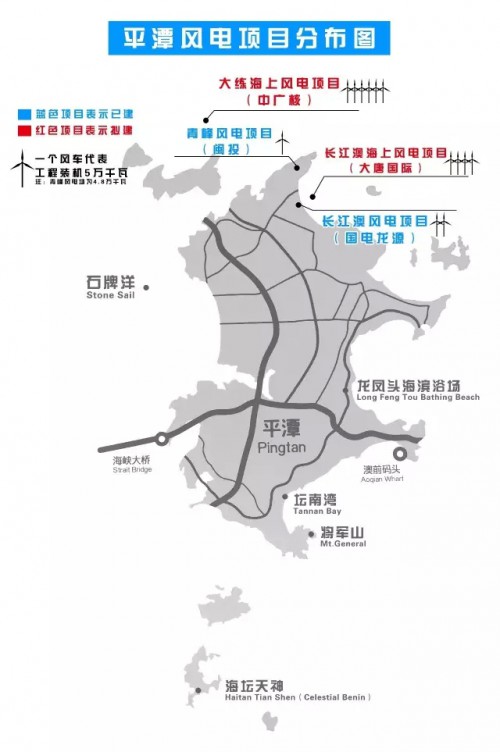 平潭风电项目分布图
大练海上风电项目
（中广核）
蓝色项目表示已建
红色项目表示拟建
青峰风电项目
（闽投）
一个风车代表
工程装机5万千瓦
注：青峰风电场为4.8万千瓦
长江澳海上风电项目
（大唐国际）
长江澳风电项目
（国电龙源）
石牌洋
Stone Sail
龙凤头海滨浴场
Long Feng Tou Bathing Beach
平潭
Pingtan
海峡大桥
Strait Bridge
澳前码头
Aoqian Wharf
坛南湾
Tannan Bay
将军山
Mt.General
海坛天神
Haitan Tian Shen（Celestial Benin）